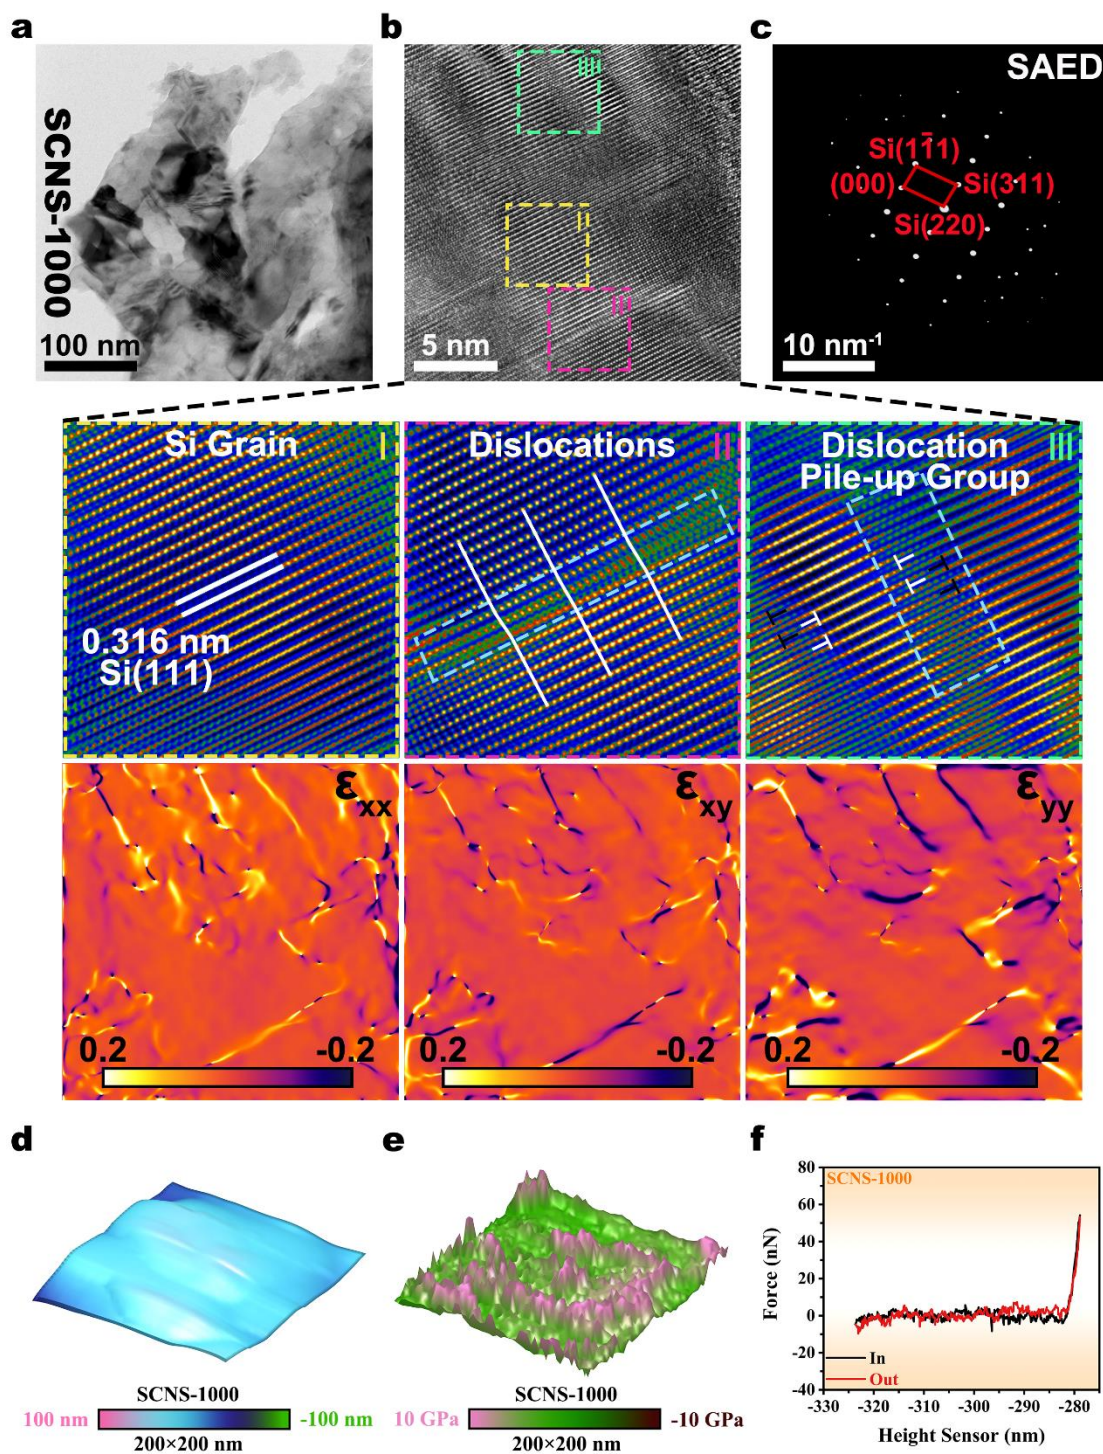 a
b
c
SCNS-1000
100 nm
III
I
II
5 nm
SAED
Si(11̄1)
(000)
Si(311)
Si(220)
10 nm⁻¹
Si Grain
I
0.316 nm
Si(111)
Dislocations
II
Dislocation
Pile-up Group
III
εxx
0.2
-0.2
εxy
0.2
-0.2
εyy
0.2
-0.2
d
e
f
SCNS-1000
100 nm
-100 nm
200×200 nm
SCNS-1000
10 GPa
-10 GPa
200×200 nm
SCNS-1000
Force (nN)
80
60
40
20
0
-20
-40
In
Out
-330
-320
-310
-300
-290
-280
Height Sensor (nm)